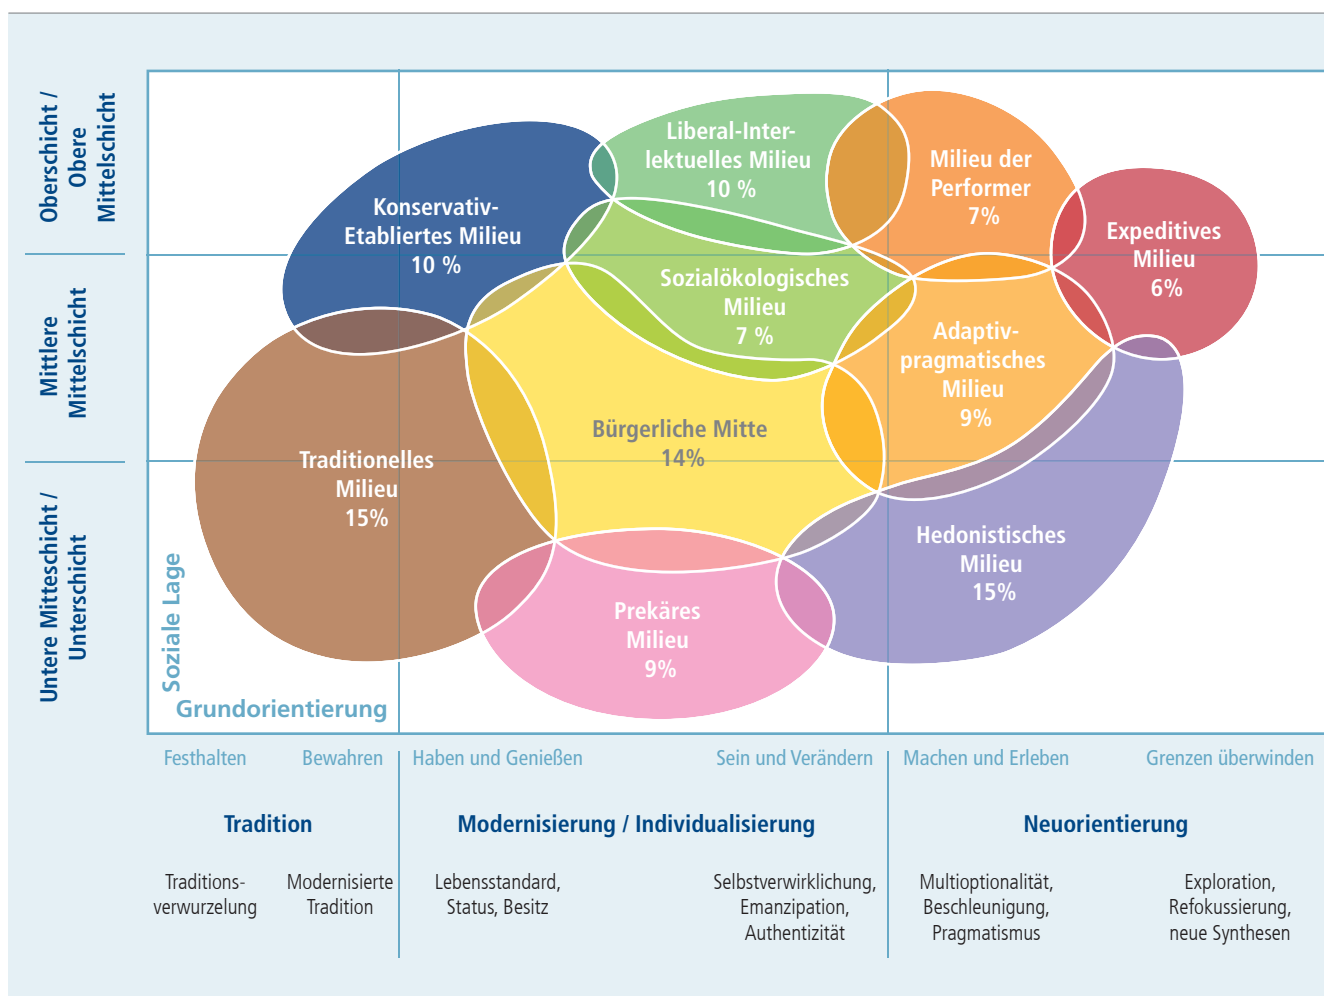 Oberschicht /
Obere
Mittelschicht
Mittlere
Mittelschicht
Untere Mitteschicht /
Unterschicht
Soziale Lage
Grundorientierung
Konservativ-
Etabliertes Milieu
10 %
Liberal-Inter-
lektuelles Milieu
10 %
Milieu der
Performer
7%
Expeditives
Milieu
6%
Sozialökologisches
Milieu
7 %
Adaptiv-
pragmatisches
Milieu
9%
Bürgerliche Mitte
14%
Traditionelles
Milieu
15%
Hedonistisches
Milieu
15%
Prekäres
Milieu
9%
Festhalten
Bewahren
Haben und Genießen
Sein und Verändern
Machen und Erleben
Grenzen überwinden
Tradition
Modernisierung / Individualisierung
Neuorientierung
Traditions-
verwurzelung
Modernisierte
Tradition
Lebensstandard,
Status, Besitz
Selbstverwirklichung,
Emanzipation,
Authentizität
Multioptionalität,
Beschleunigung,
Pragmatismus
Exploration,
Refokussierung,
neue Synthesen